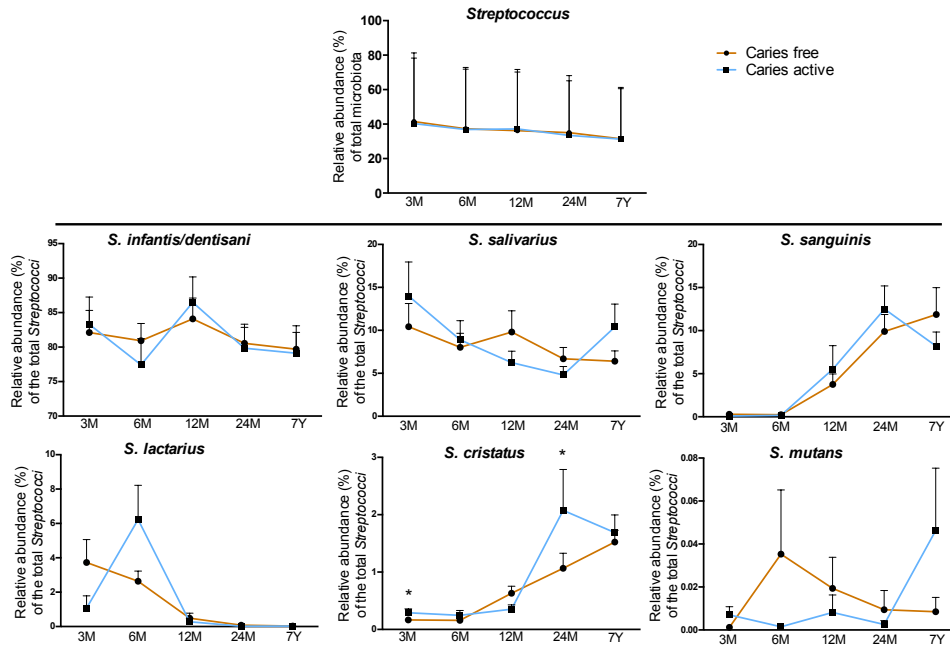 Streptococcus
Relative abundance (%)
of total microbiota
100
80
60
40
20
0
3M 6M 12M 24M 7Y
Caries free
Caries active
S. infantis/dentisani
Relative abundance (%)
of the total Streptococci
95
90
85
80
75
70
3M 6M 12M 24M 7Y
S. salivarius
Relative abundance (%)
of the total Streptococci
20
15
10
5
0
3M 6M 12M 24M 7Y
S. sanguinis
Relative abundance (%)
of the total Streptococci
20
15
10
5
0
3M 6M 12M 24M 7Y
S. lactarius
Relative abundance (%)
of the total Streptococci
10
8
6
4
2
0
3M 6M 12M 24M 7Y
S. cristatus
Relative abundance (%)
of the total Streptococci
3
2
1
0
*
*
3M 6M 12M 24M 7Y
S. mutans
Relative abundance (%)
of the total Streptococci
0.08
0.06
0.04
0.02
0.00
3M 6M 12M 24M 7Y